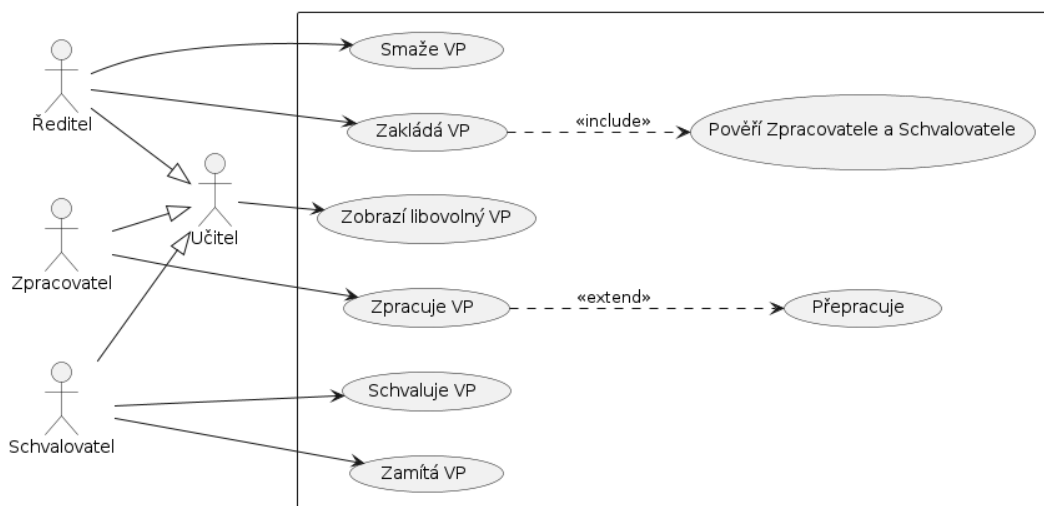 Smaže VP
Ředitel
Zakládá VP
«include»
Pověří Zpracovatele a Schvalovatele
Učitel
Zobrazí libovolný VP
Zpracovatel
Zpracuje VP
«extend»
Přepracuje
Schvalovatel
Schvaluje VP
Zamítá VP